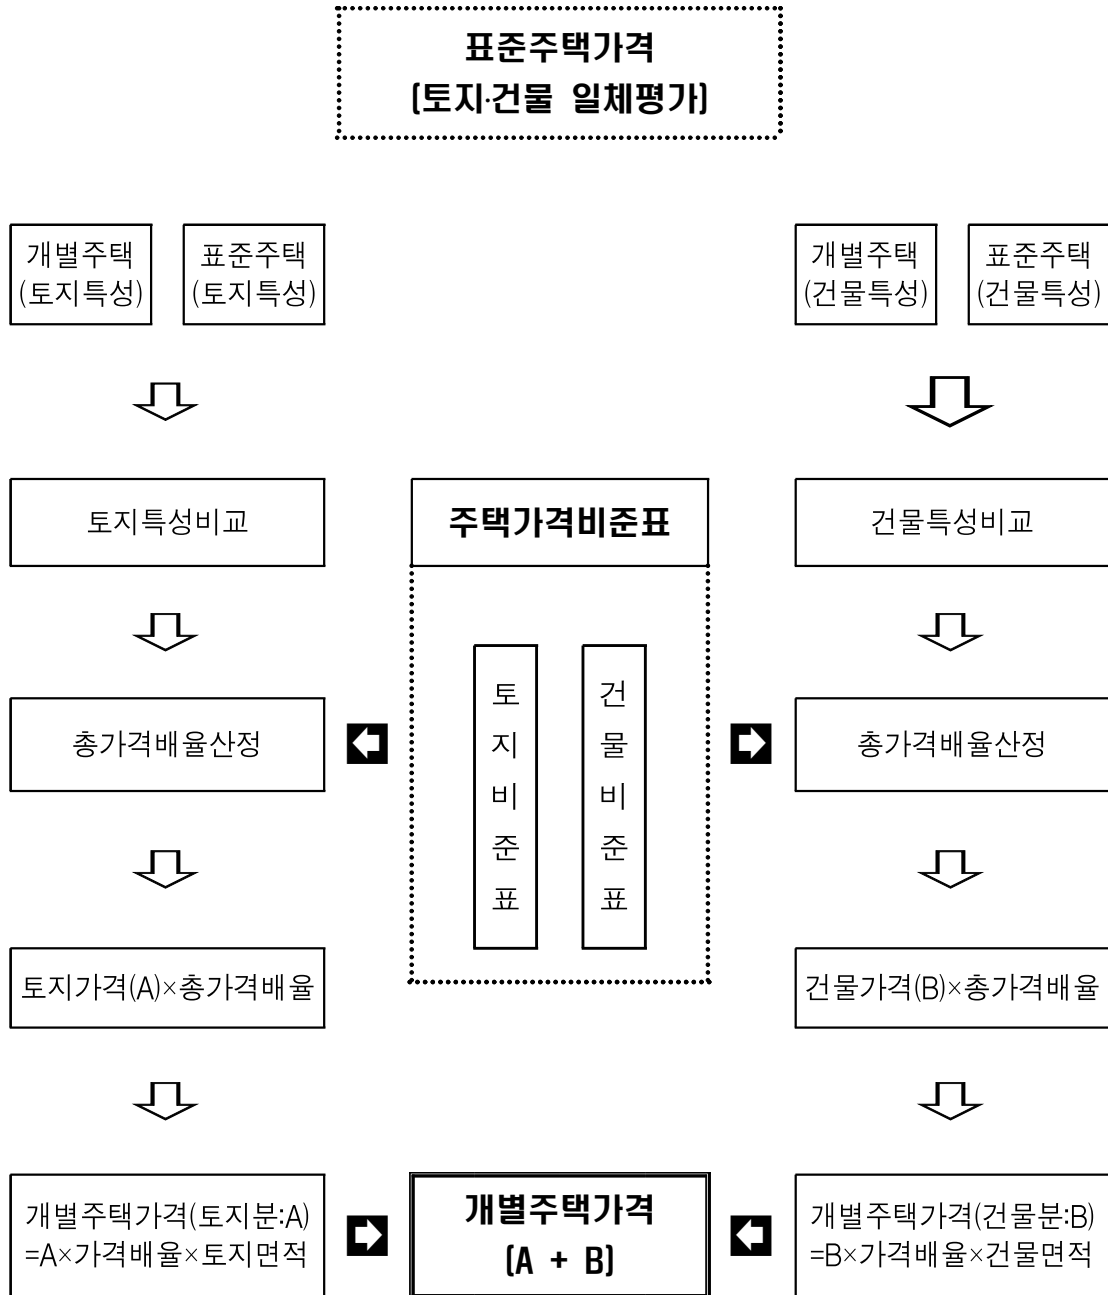 표준주택가격
(토지·건물 일체평가)
개별주택
(토지특성)
표준주택
(토지특성)
개별주택
(건물특성)
표준주택
(건물특성)
토지특성비교
주택가격비준표
건물특성비교
토지비준표
건물비준표
총가격배율산정
총가격배율산정
토지가격(A)×총가격배율
건물가격(B)×총가격배율
개별주택가격(토지분:A)
=A×가격배율×토지면적
개별주택가격
(A + B)
개별주택가격(건물분:B)
=B×가격배율×건물면적